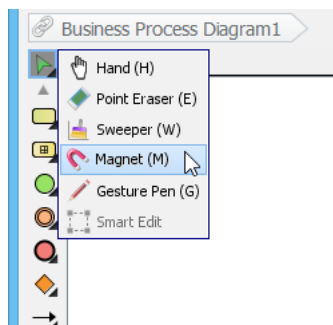 Business Process Diagram1
Hand (H)
Point Eraser (E)
Sweeper (W)
Magnet (M)
Gesture Pen (G)
Smart Edit